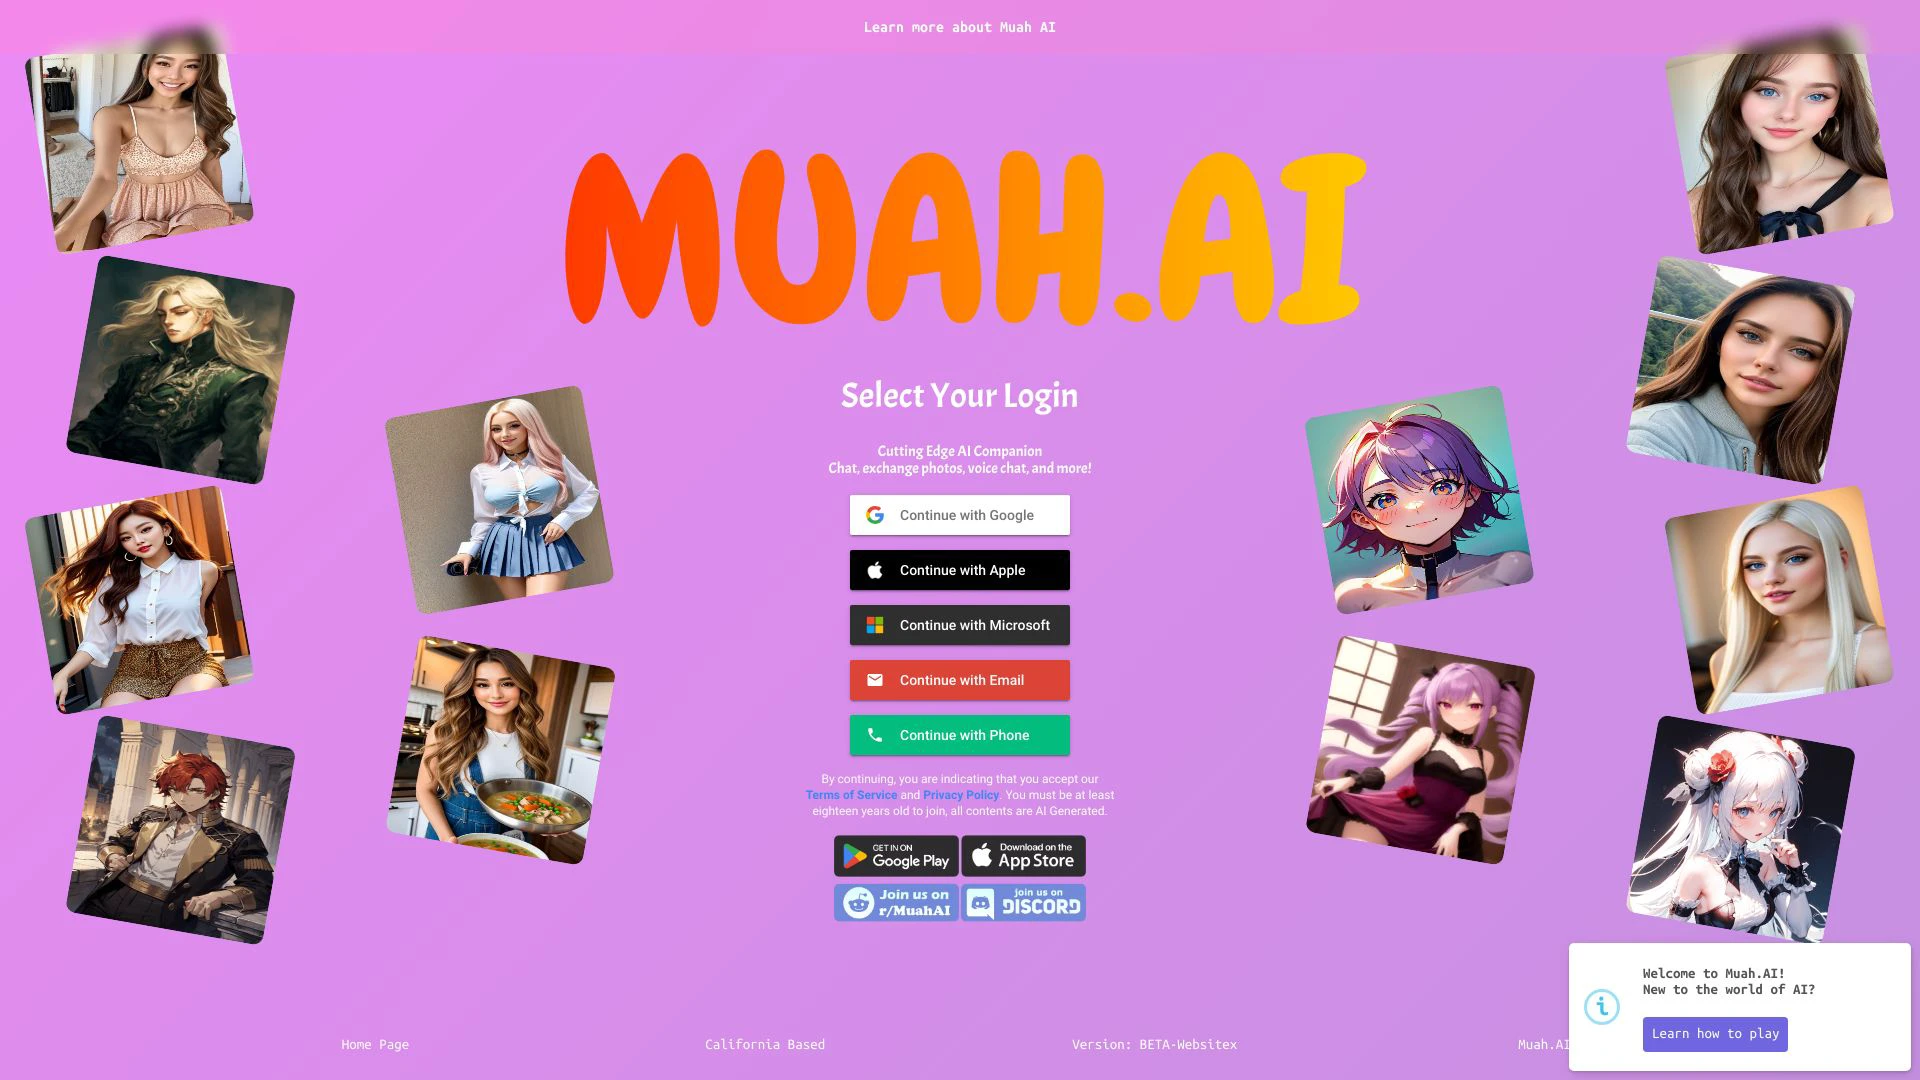 Learn more about Muah AI
MUAH.AI
Select Your Login
Cutting Edge AI Companion
Chat, exchange photos, voice chat, and more!
Continue with Google
Continue with Apple
Continue with Microsoft
Continue with Email
Continue with Phone
By continuing, you are indicating that you accept our
Terms of Service and Privacy Policy. You must be at least
eighteen years old to join, all contents are AI Generated.
GET IN ON
Google Play
Download on the
App Store
Join us on
r/MuahAI
join us on
DISCORD
Welcome to Muah.AI!
New to the world of AI?
Learn how to play
Home Page
California Based
Version: BETA-Websitex
Muah.AI